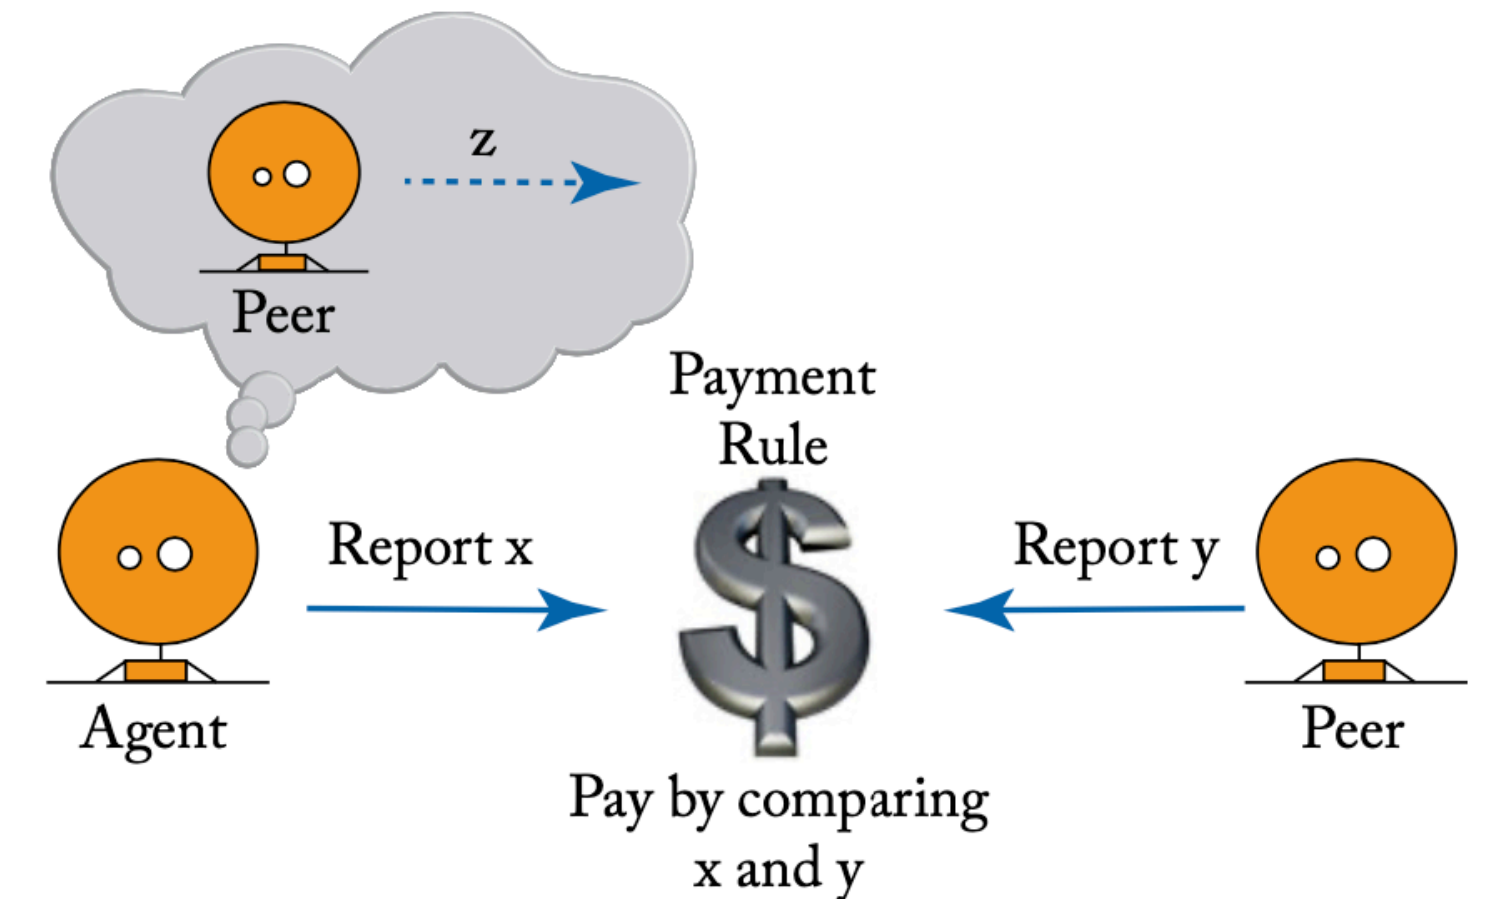 z
Peer
Payment
Rule
Report x
Report y
Agent
Peer
Pay by comparing
x and y